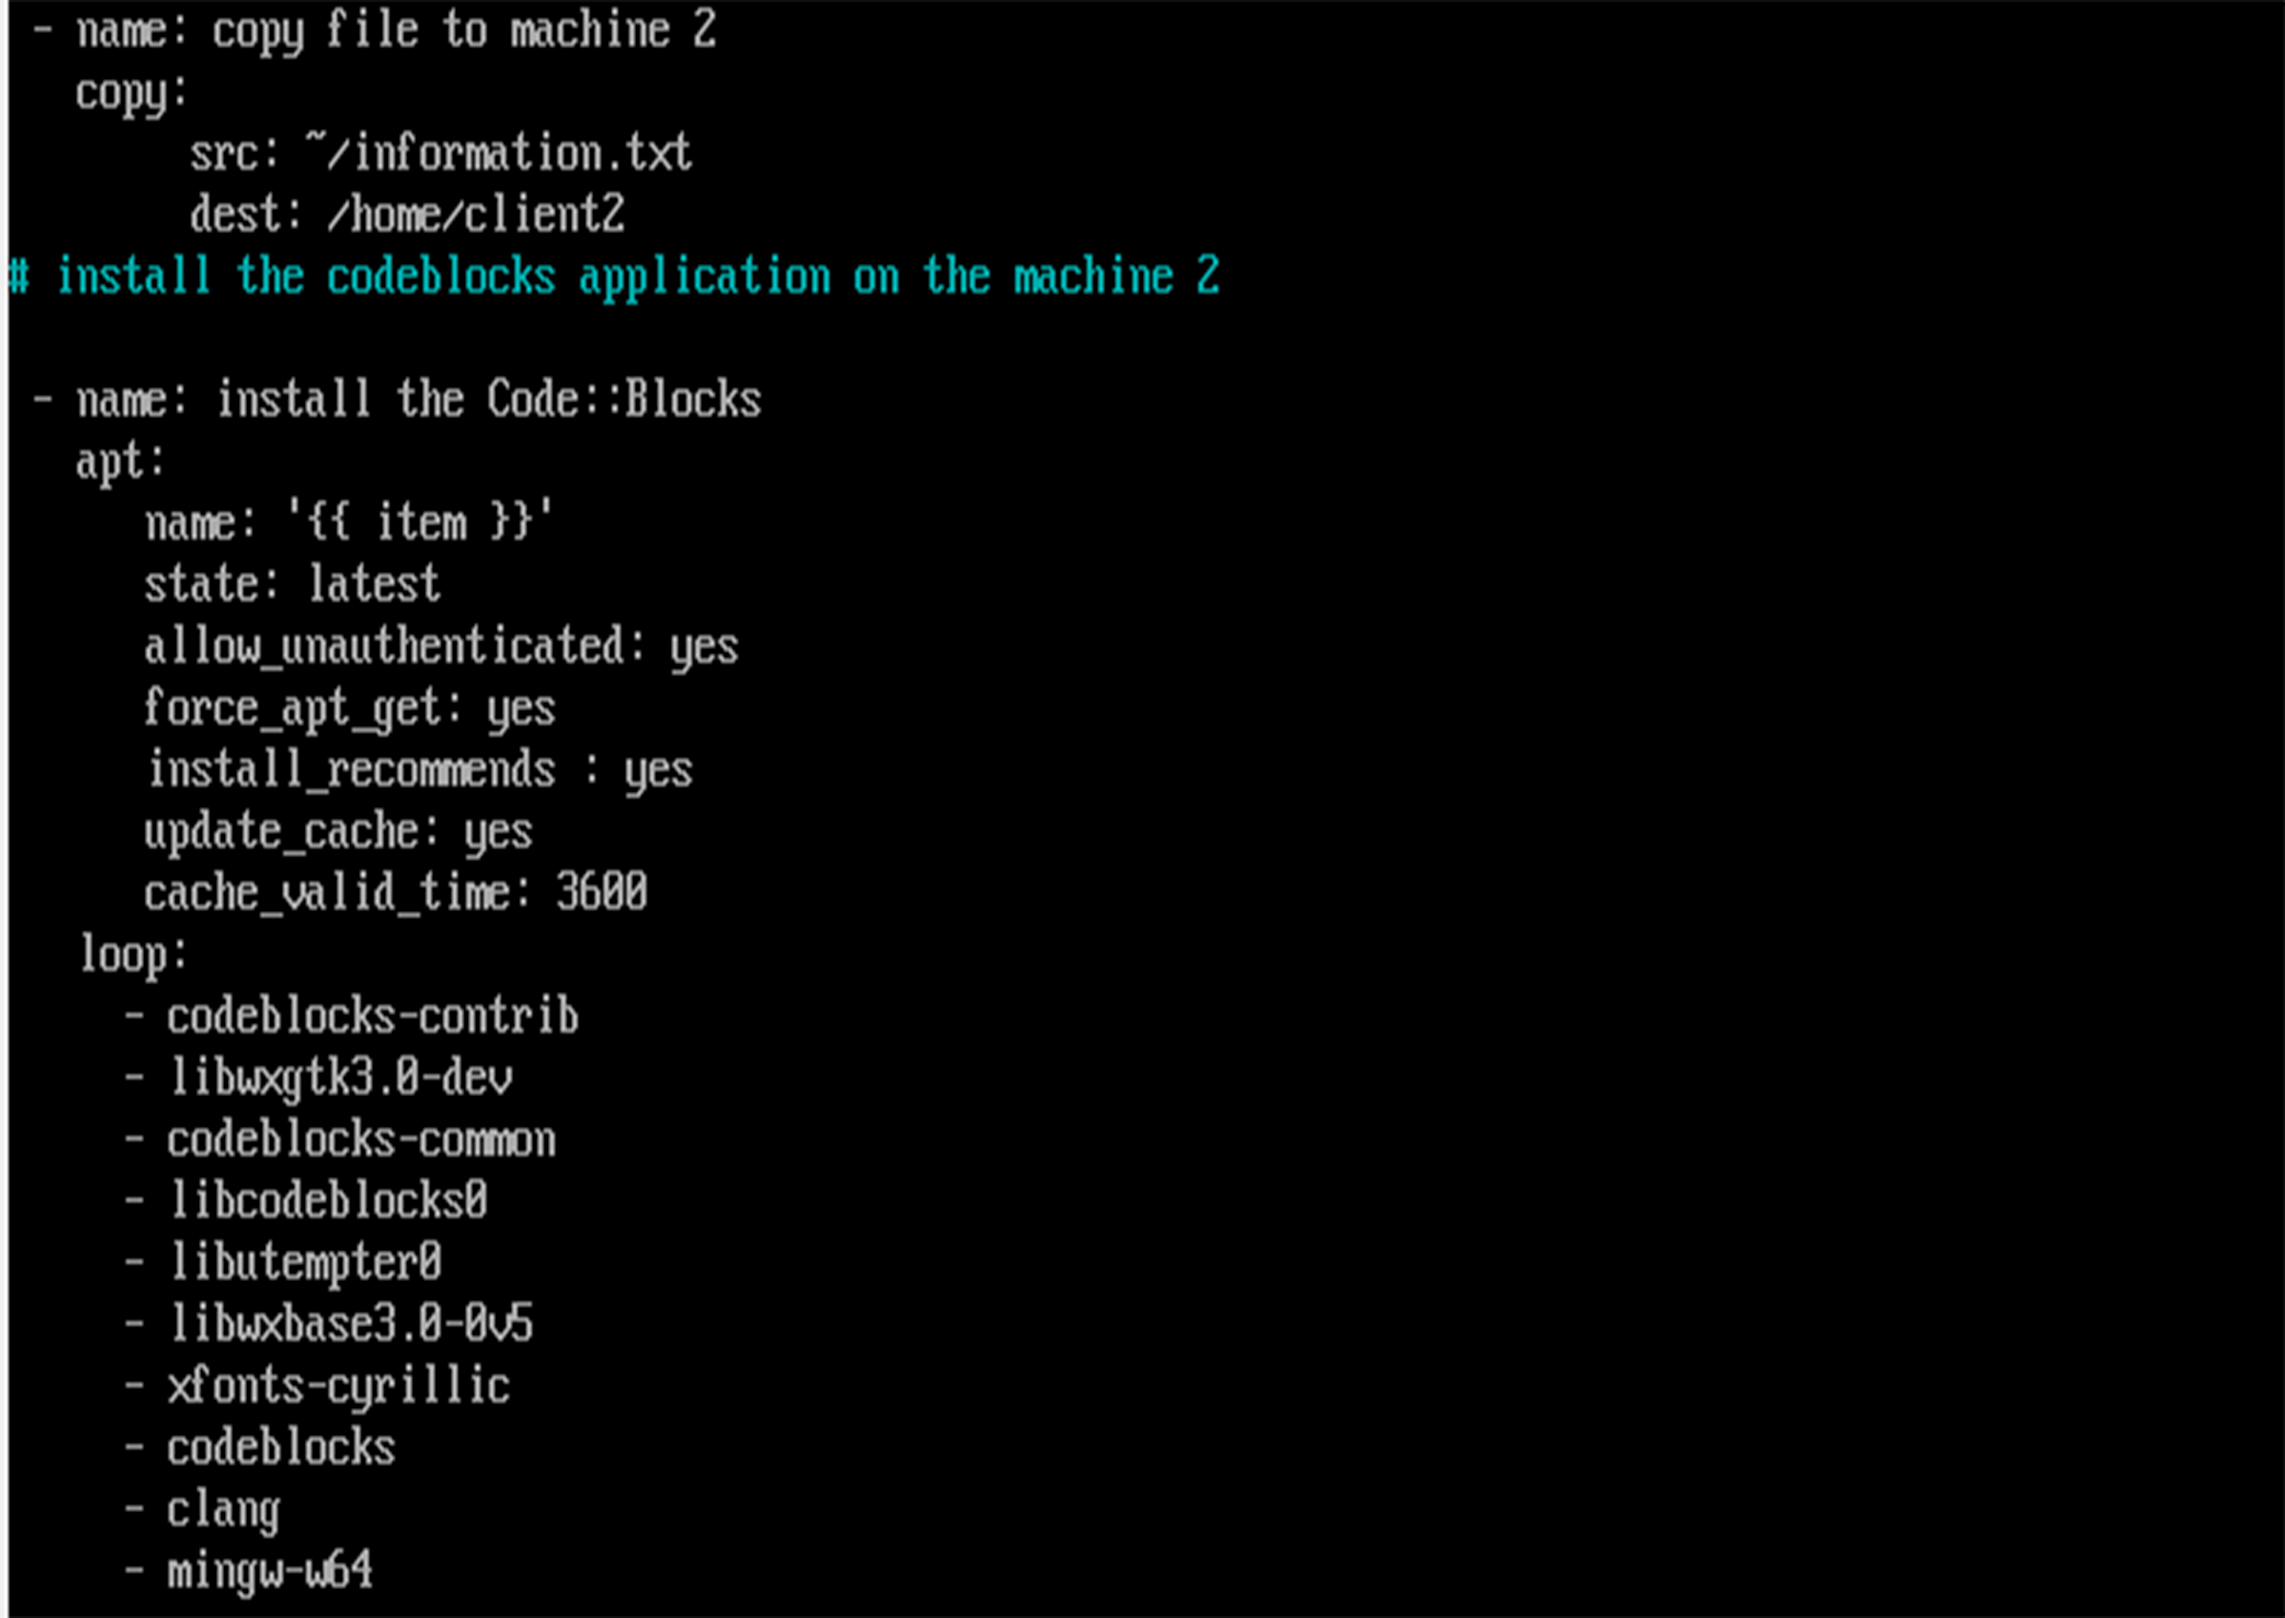 - name: copy file to machine 2
copy:
src: ~/information.txt
dest: /home/client2
# install the codeblocks application on the machine 2
- name: install the Code::Blocks
apt:
name: '{{ item }}'
state: latest
allow_unauthenticated: yes
force_apt_get: yes
install_recommends : yes
update_cache: yes
cache_valid_time: 3600
loop:
- codeblocks-contrib
- libwxgtk3.0-dev
- codeblocks-common
- libcodeblocks0
- libutempter0
- libwxbase3.0-0v5
- xfonts-cyrillic
- codeblocks
- clang
- mingw-w64